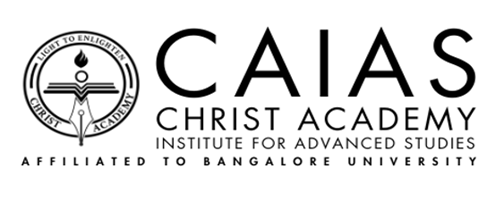 LIGHT TO ENLIGHTEN
CHRIST ACADEMY
CAIAS
CHRIST ACADEMY
INSTITUTE FOR ADVANCED STUDIES
AFFILIATED TO BANGALORE UNIVERSITY